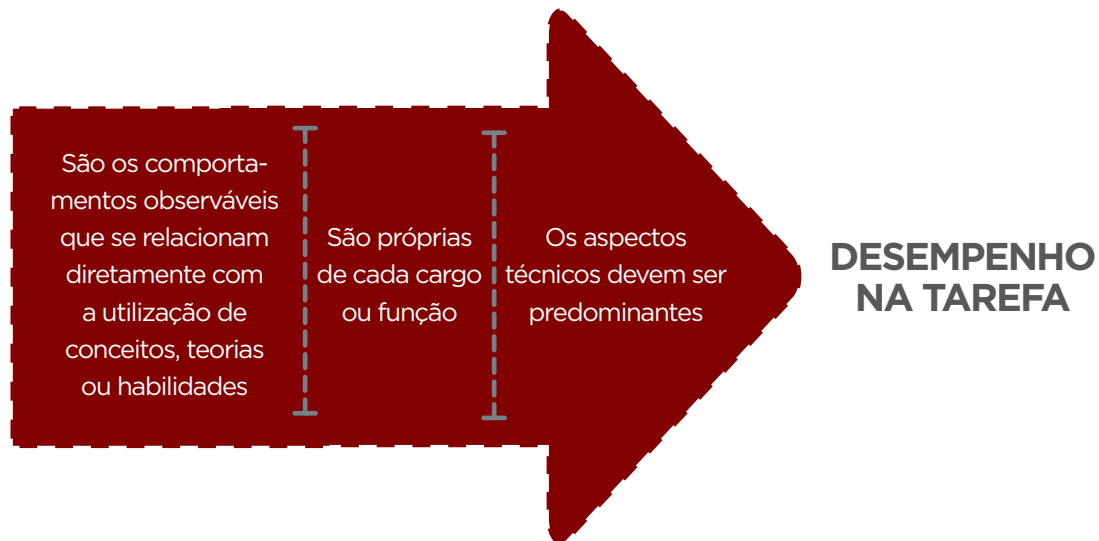 São os comporta-
mentos observáveis
que se relacionam
diretamente com
a utilização de
conceitos, teorias
ou habilidades
São próprias
de cada cargo
ou função
Os aspectos
técnicos devem ser
predominantes
DESEMPENHO
NA TAREFA